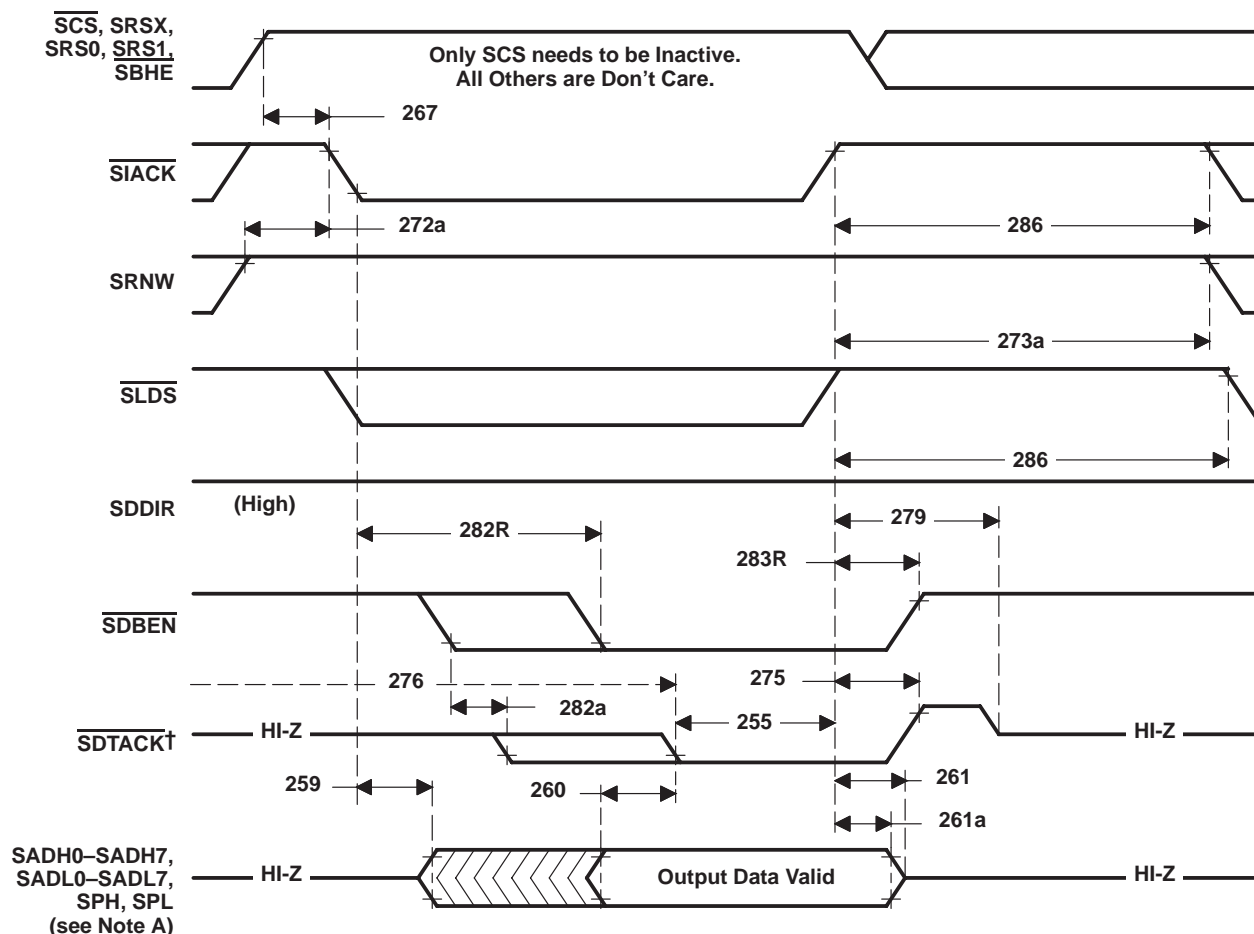 SCS, SRSX,
SRS0, SRS1,
SBHE
Only SCS needs to be Inactive.
All Others are Don't Care.
267
SIACK
272a
286
SRNW
273a
SLDS
286
SDDIR
(High)
282R
279
283R
SDBEN
276
275
282a
255
SDTACK†
HI-Z
HI-Z
259
260
261
261a
SADH0–SADH7,
SADL0–SADL7,
SPH, SPL
(see Note A)
HI-Z
Output Data Valid
HI-Z